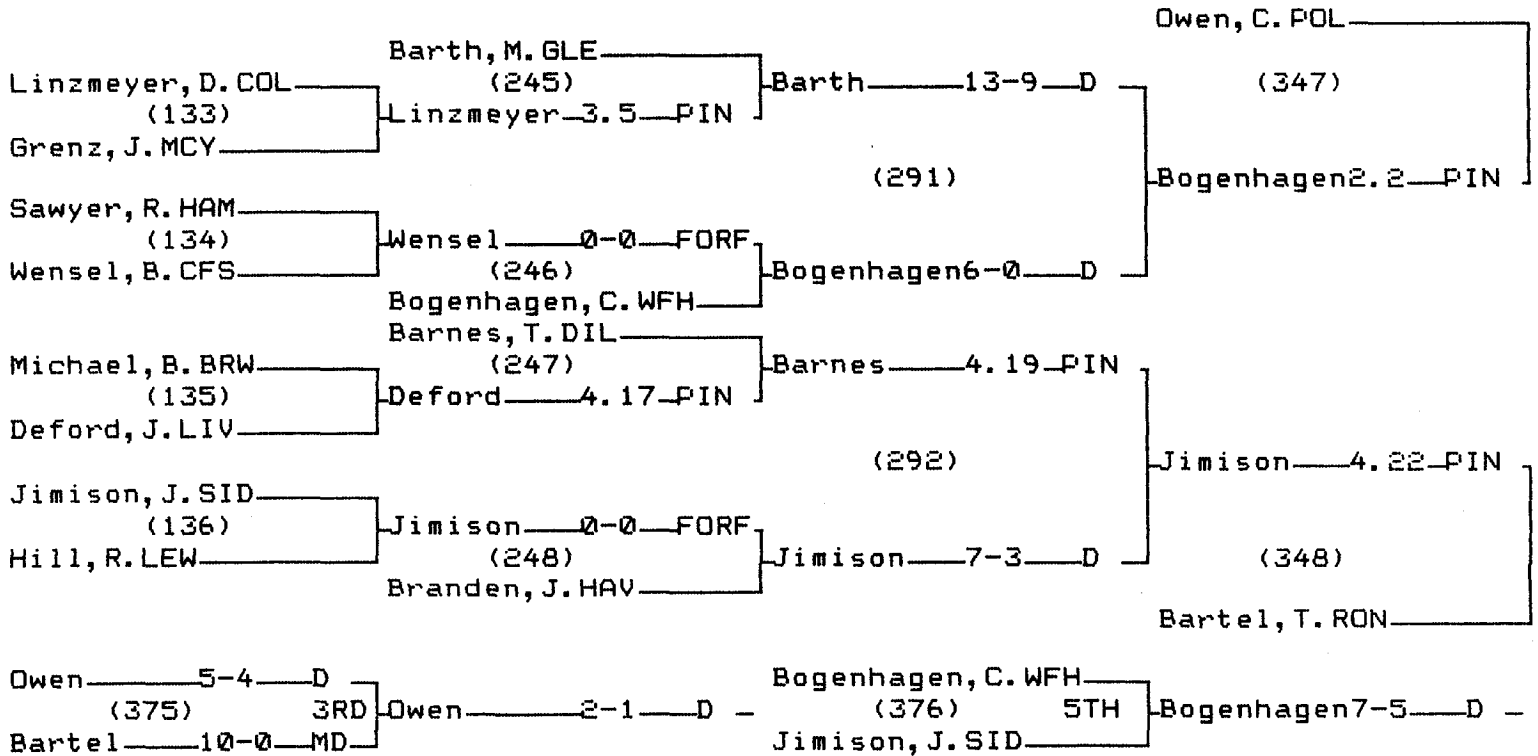 Owen, C. POL
Barth, M. GLE
Linzmeyer, D. COL (245) Barth 13-9 D (347)
(133) Linzmeyer 3.5 PIN
Grenz, J. MCY
(291) Bogenhagen 2.2 PIN
Sawyer, R. HAM
(134) Wensel 0-0 FORF
Wensel, B. CFS (246) Bogenhagen 6-0 D
Bogenhagen, C. WFH
Barnes, T. DIL
Michael, B. BRW (247) Barnes 4.19 PIN
(135) Deford 4.17 PIN
Deford, J. LIV
(292) Jimison 4.22 PIN
Jimison, J. SID
(136) Jimison 0-0 FORF
Hill, R. LEW (248) Jimison 7-3 D (348)
Branden, J. HAV
Bartel, T. RON
Owen 5-4 D Bogenhagen, C. WFH
(375) 3RD Owen 2-1 D (376) 5TH Bogenhagen 7-5 D
Bartel 10-0 MD Jimison, J. SID